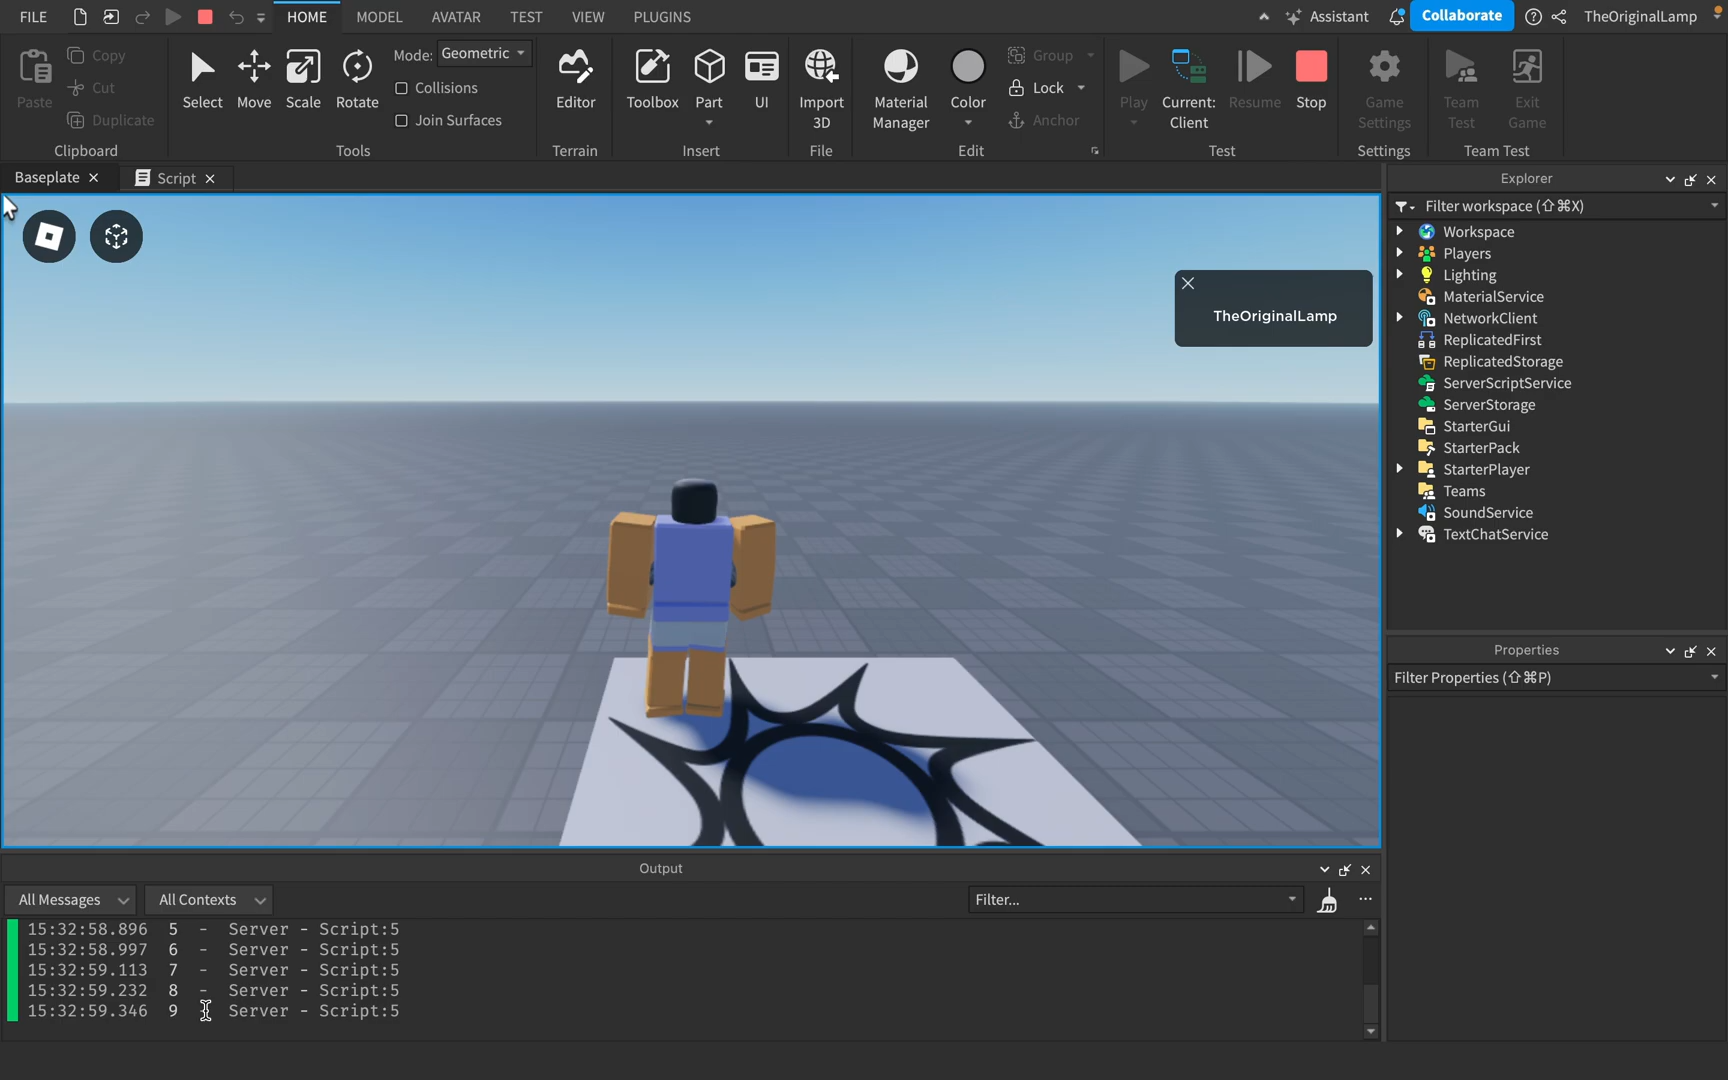 FILE
HOME
MODEL
AVATAR
TEST
VIEW
PLUGINS
Assistant
Collaborate
TheOriginalLamp
Paste
Copy
Cut
Duplicate
Clipboard
Select
Move
Scale
Rotate
Mode: Geometric
Collisions
Join Surfaces
Tools
Editor
Terrain
Toolbox
Part
UI
Insert
Import
3D
File
Material
Manager
Color
Group
Lock
Anchor
Edit
Play
Current:
Client
Resume
Stop
Test
Game
Settings
Settings
Team
Test
Exit
Game
Team Test
Baseplate
Script
TheOriginalLamp
Explorer
Filter workspace (⇧⌘X)
Workspace
Players
Lighting
MaterialService
NetworkClient
ReplicatedFirst
ReplicatedStorage
ServerScriptService
ServerStorage
StarterGui
StarterPack
StarterPlayer
Teams
SoundService
TextChatService
Properties
Filter Properties (⇧⌘P)
Output
All Messages
All Contexts
Filter...
15:32:58.896 5 - Server - Script:5
15:32:58.997 6 - Server - Script:5
15:32:59.113 7 - Server - Script:5
15:32:59.232 8 - Server - Script:5
15:32:59.346 9 - Server - Script:5